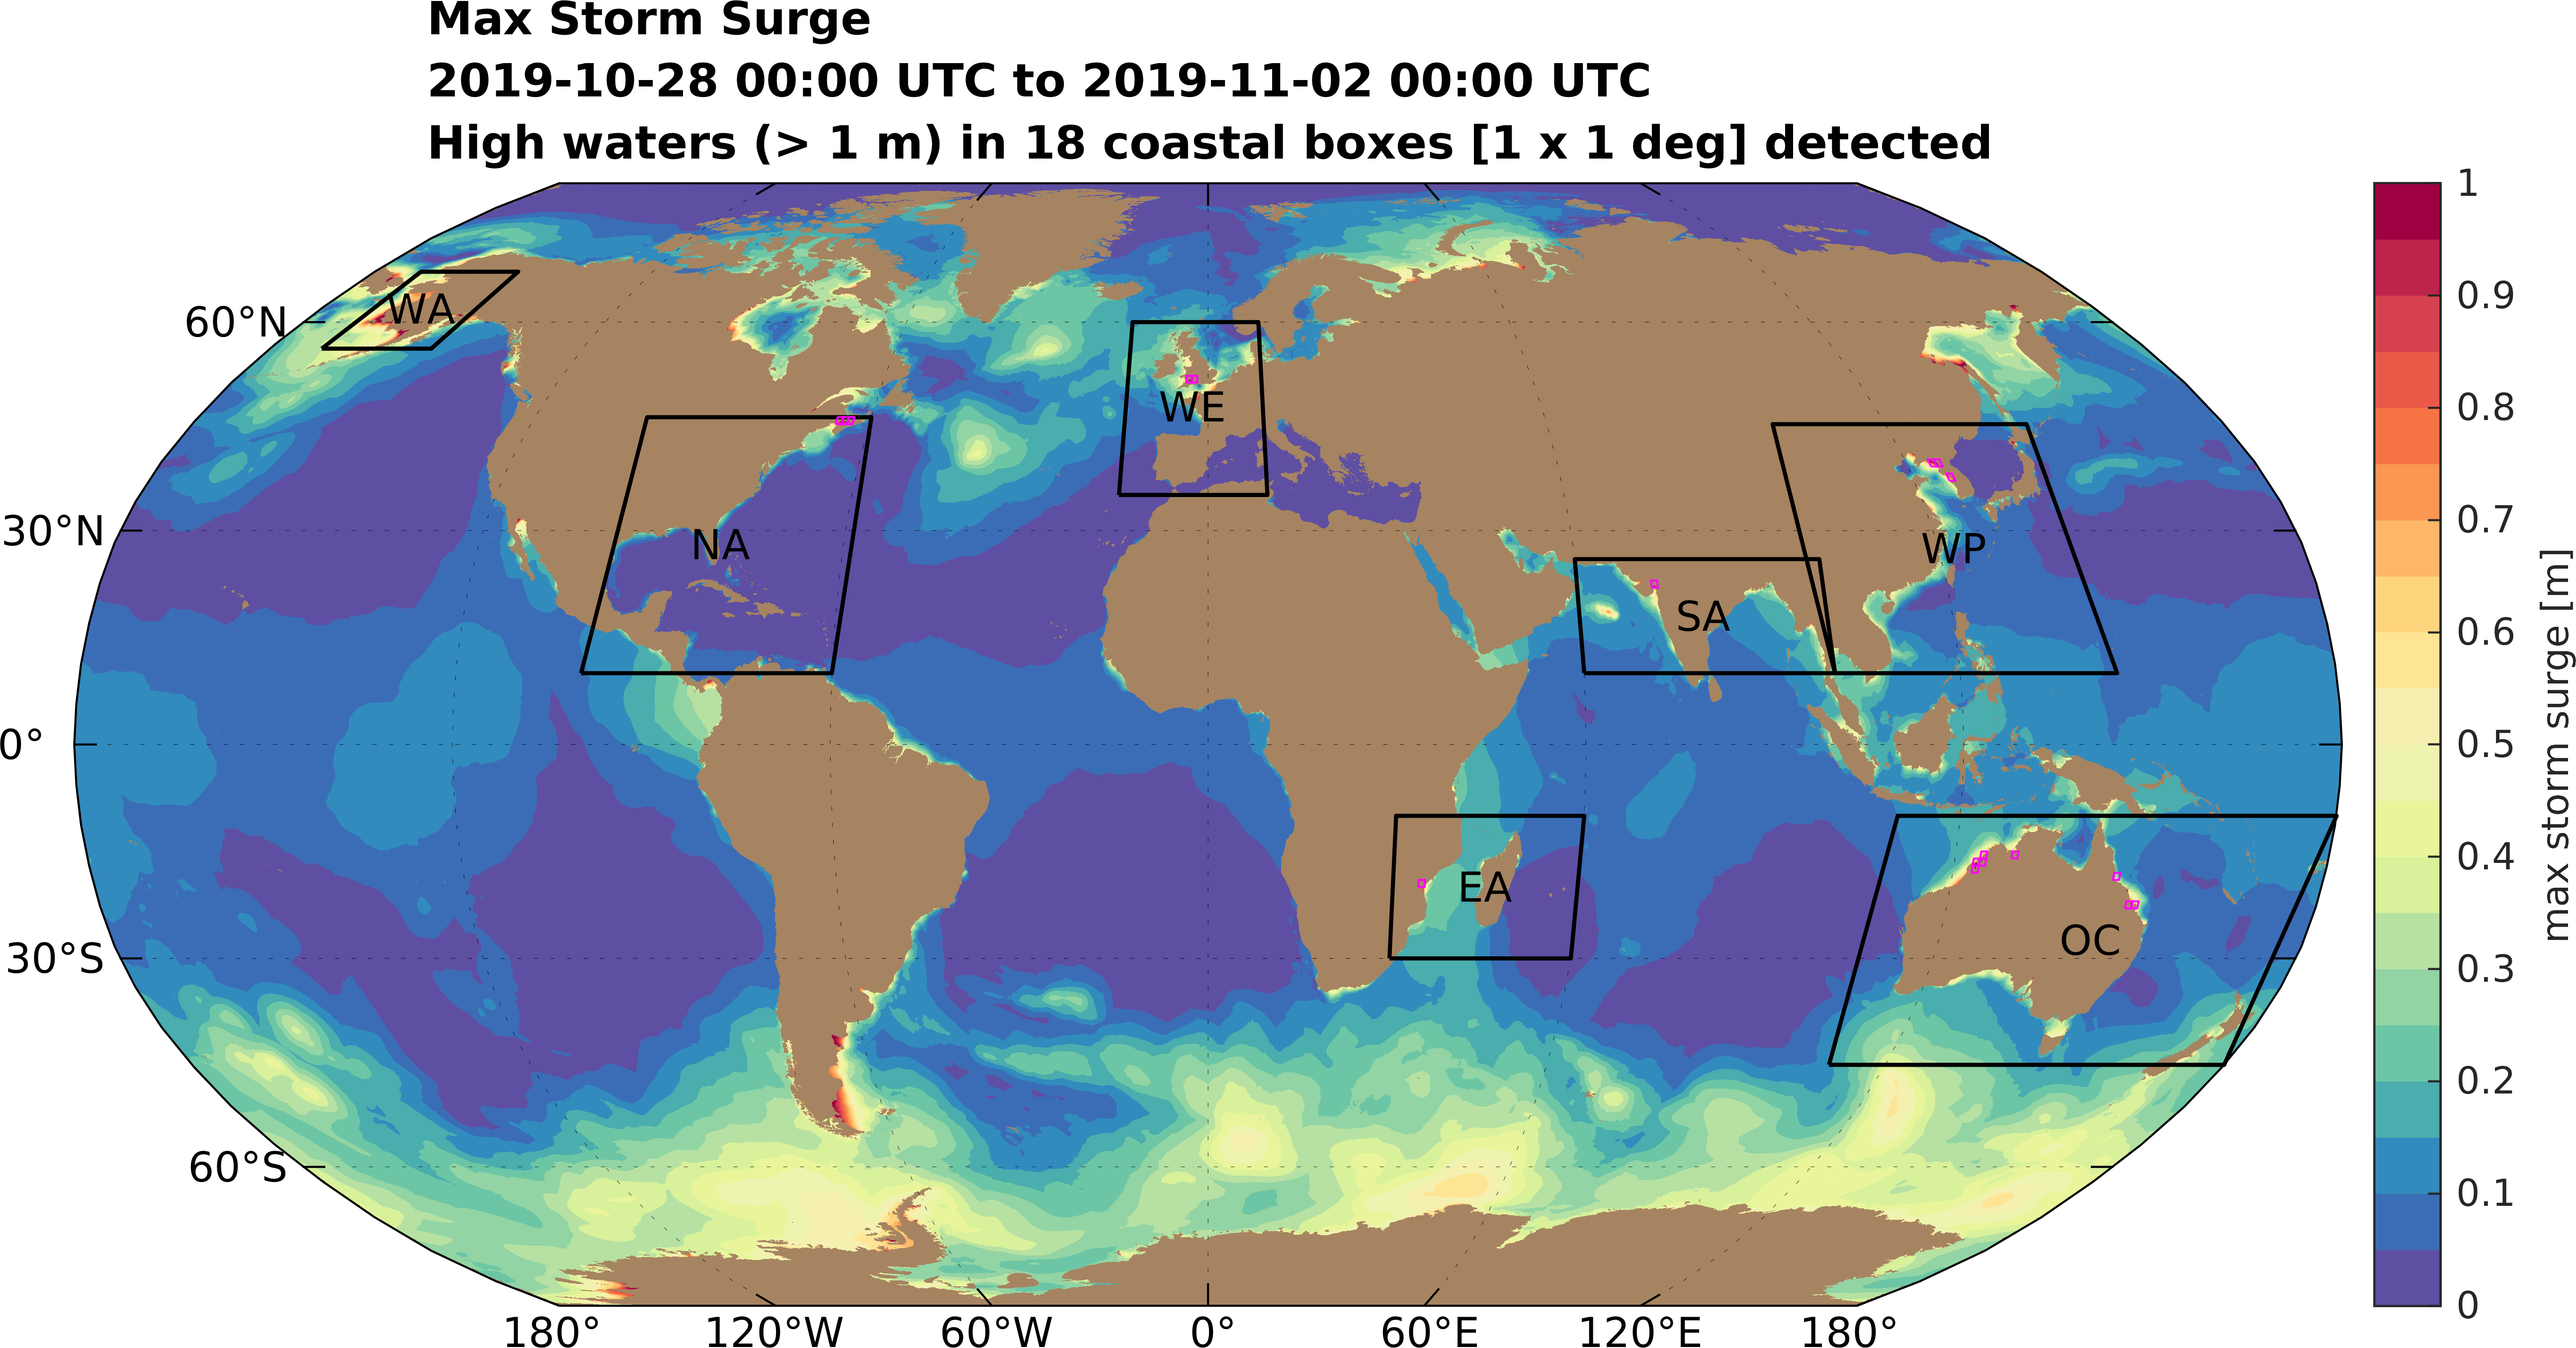 Max Storm Surge
2019-10-28 00:00 UTC to 2019-11-02 00:00 UTC
High waters (> 1 m) in 18 coastal boxes [1 x 1 deg] detected
60°N
30°N
0°
30°S
60°S
WA
NA
WE
SA
WP
EA
OC
180°
120°W
60°W
0°
60°E
120°E
180°
1
0.9
0.8
0.7
0.6
0.5
0.4
0.3
0.2
0.1
0
max storm surge [m]